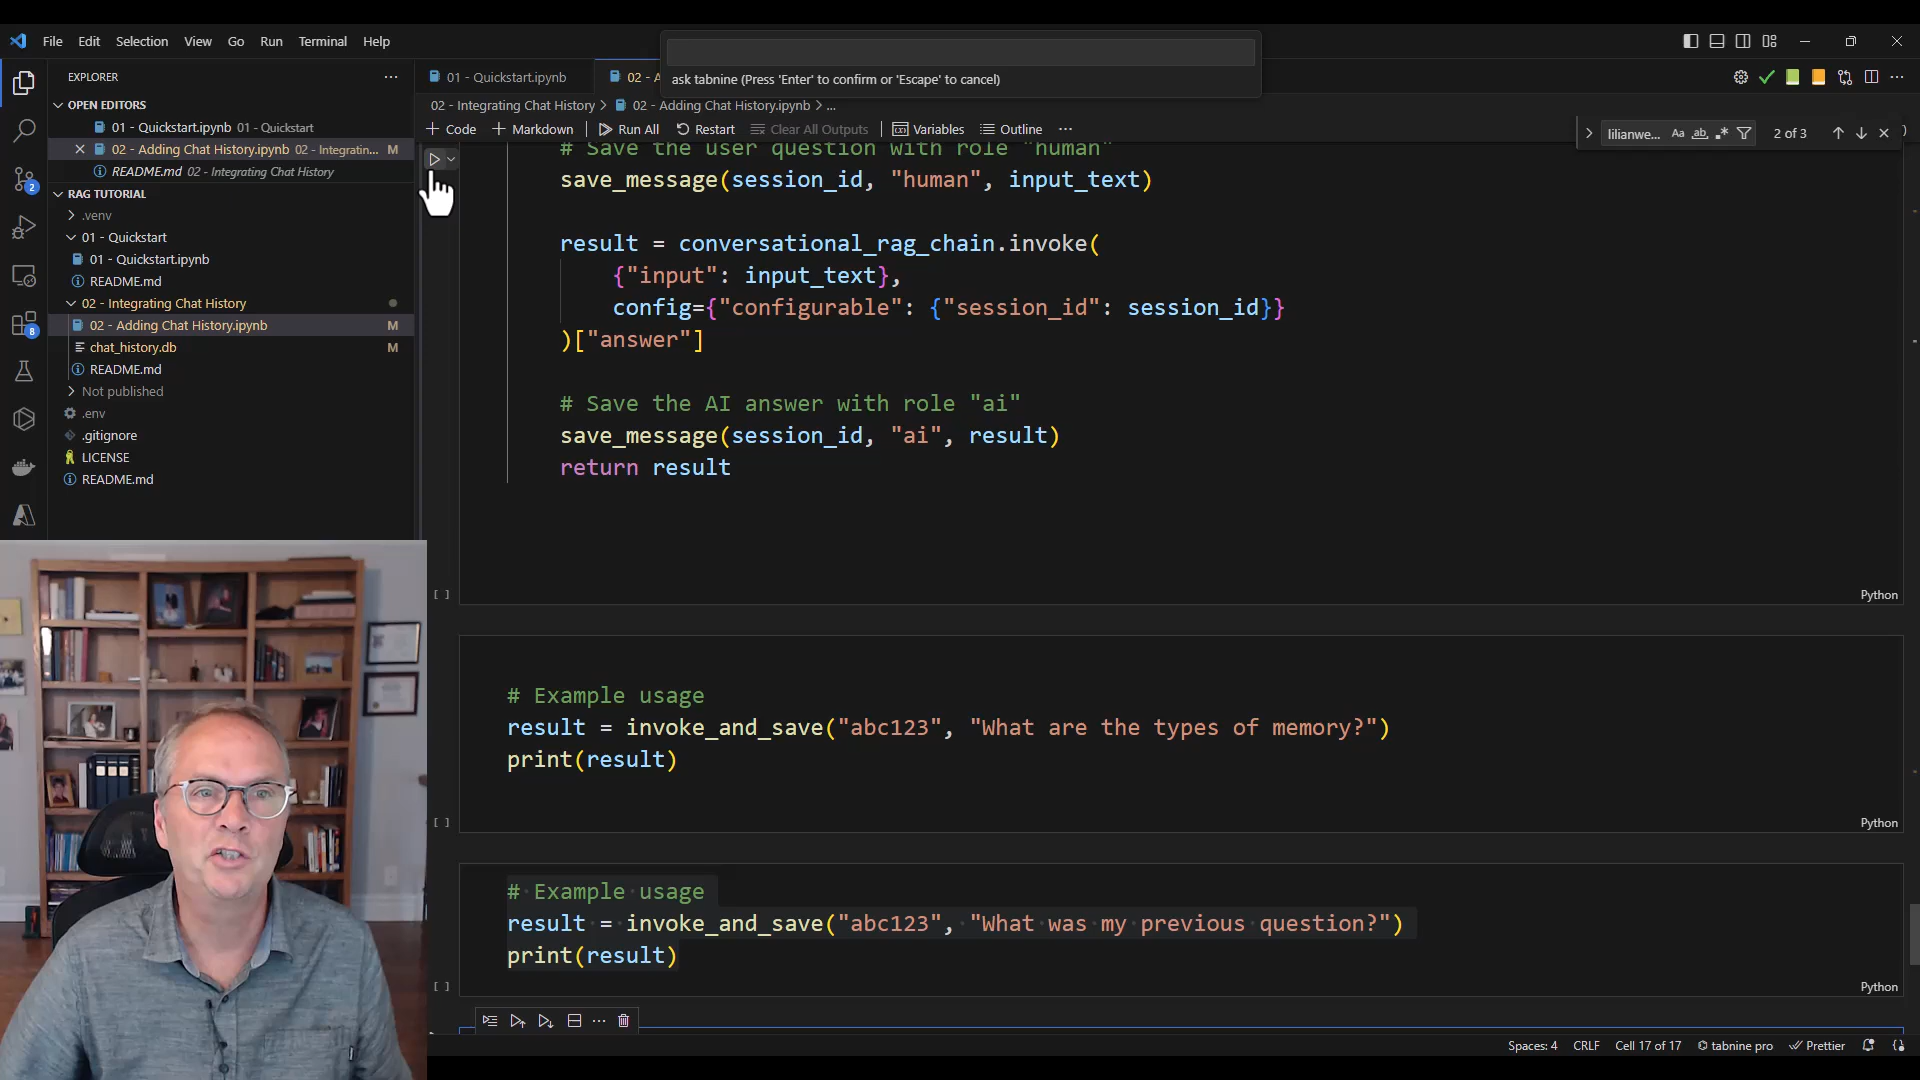 File Edit Selection View Go Run Terminal Help
ask tabnine (Press 'Enter' to confirm or 'Escape' to cancel)
EXPLORER
OPEN EDITORS
01 - Quickstart.ipynb 01 - Quickstart
02 - Adding Chat History.ipynb 02 - Integratin... M
README.md 02 - Integrating Chat History
RAG TUTORIAL
.venv
01 - Quickstart
01 - Quickstart.ipynb
README.md
02 - Integrating Chat History
02 - Adding Chat History.ipynb M
chat_history.db M
README.md
Not published
.env
.gitignore
LICENSE
README.md
2
8
01 - Quickstart.ipynb
02 - A
02 - Integrating Chat History > 02 - Adding Chat History.ipynb > ...
+ Code + Markdown Run All Restart Clear All Outputs Variables Outline ...
lilianwe... Aa ab 2 of 3
# Save the user question with role "human"
save_message(session_id, "human", input_text)
result = conversational_rag_chain.invoke(
{"input": input_text},
config={"configurable": {"session_id": session_id}}
)["answer"]
# Save the AI answer with role "ai"
save_message(session_id, "ai", result)
return result
[ ] Python
# Example usage
result = invoke_and_save("abc123", "What are the types of memory?")
print(result)
[ ] Python
# Example usage
result = invoke_and_save("abc123", "What was my previous question?")
print(result)
[ ] Python
Spaces: 4 CRLF Cell 17 of 17 tabnine pro Prettier